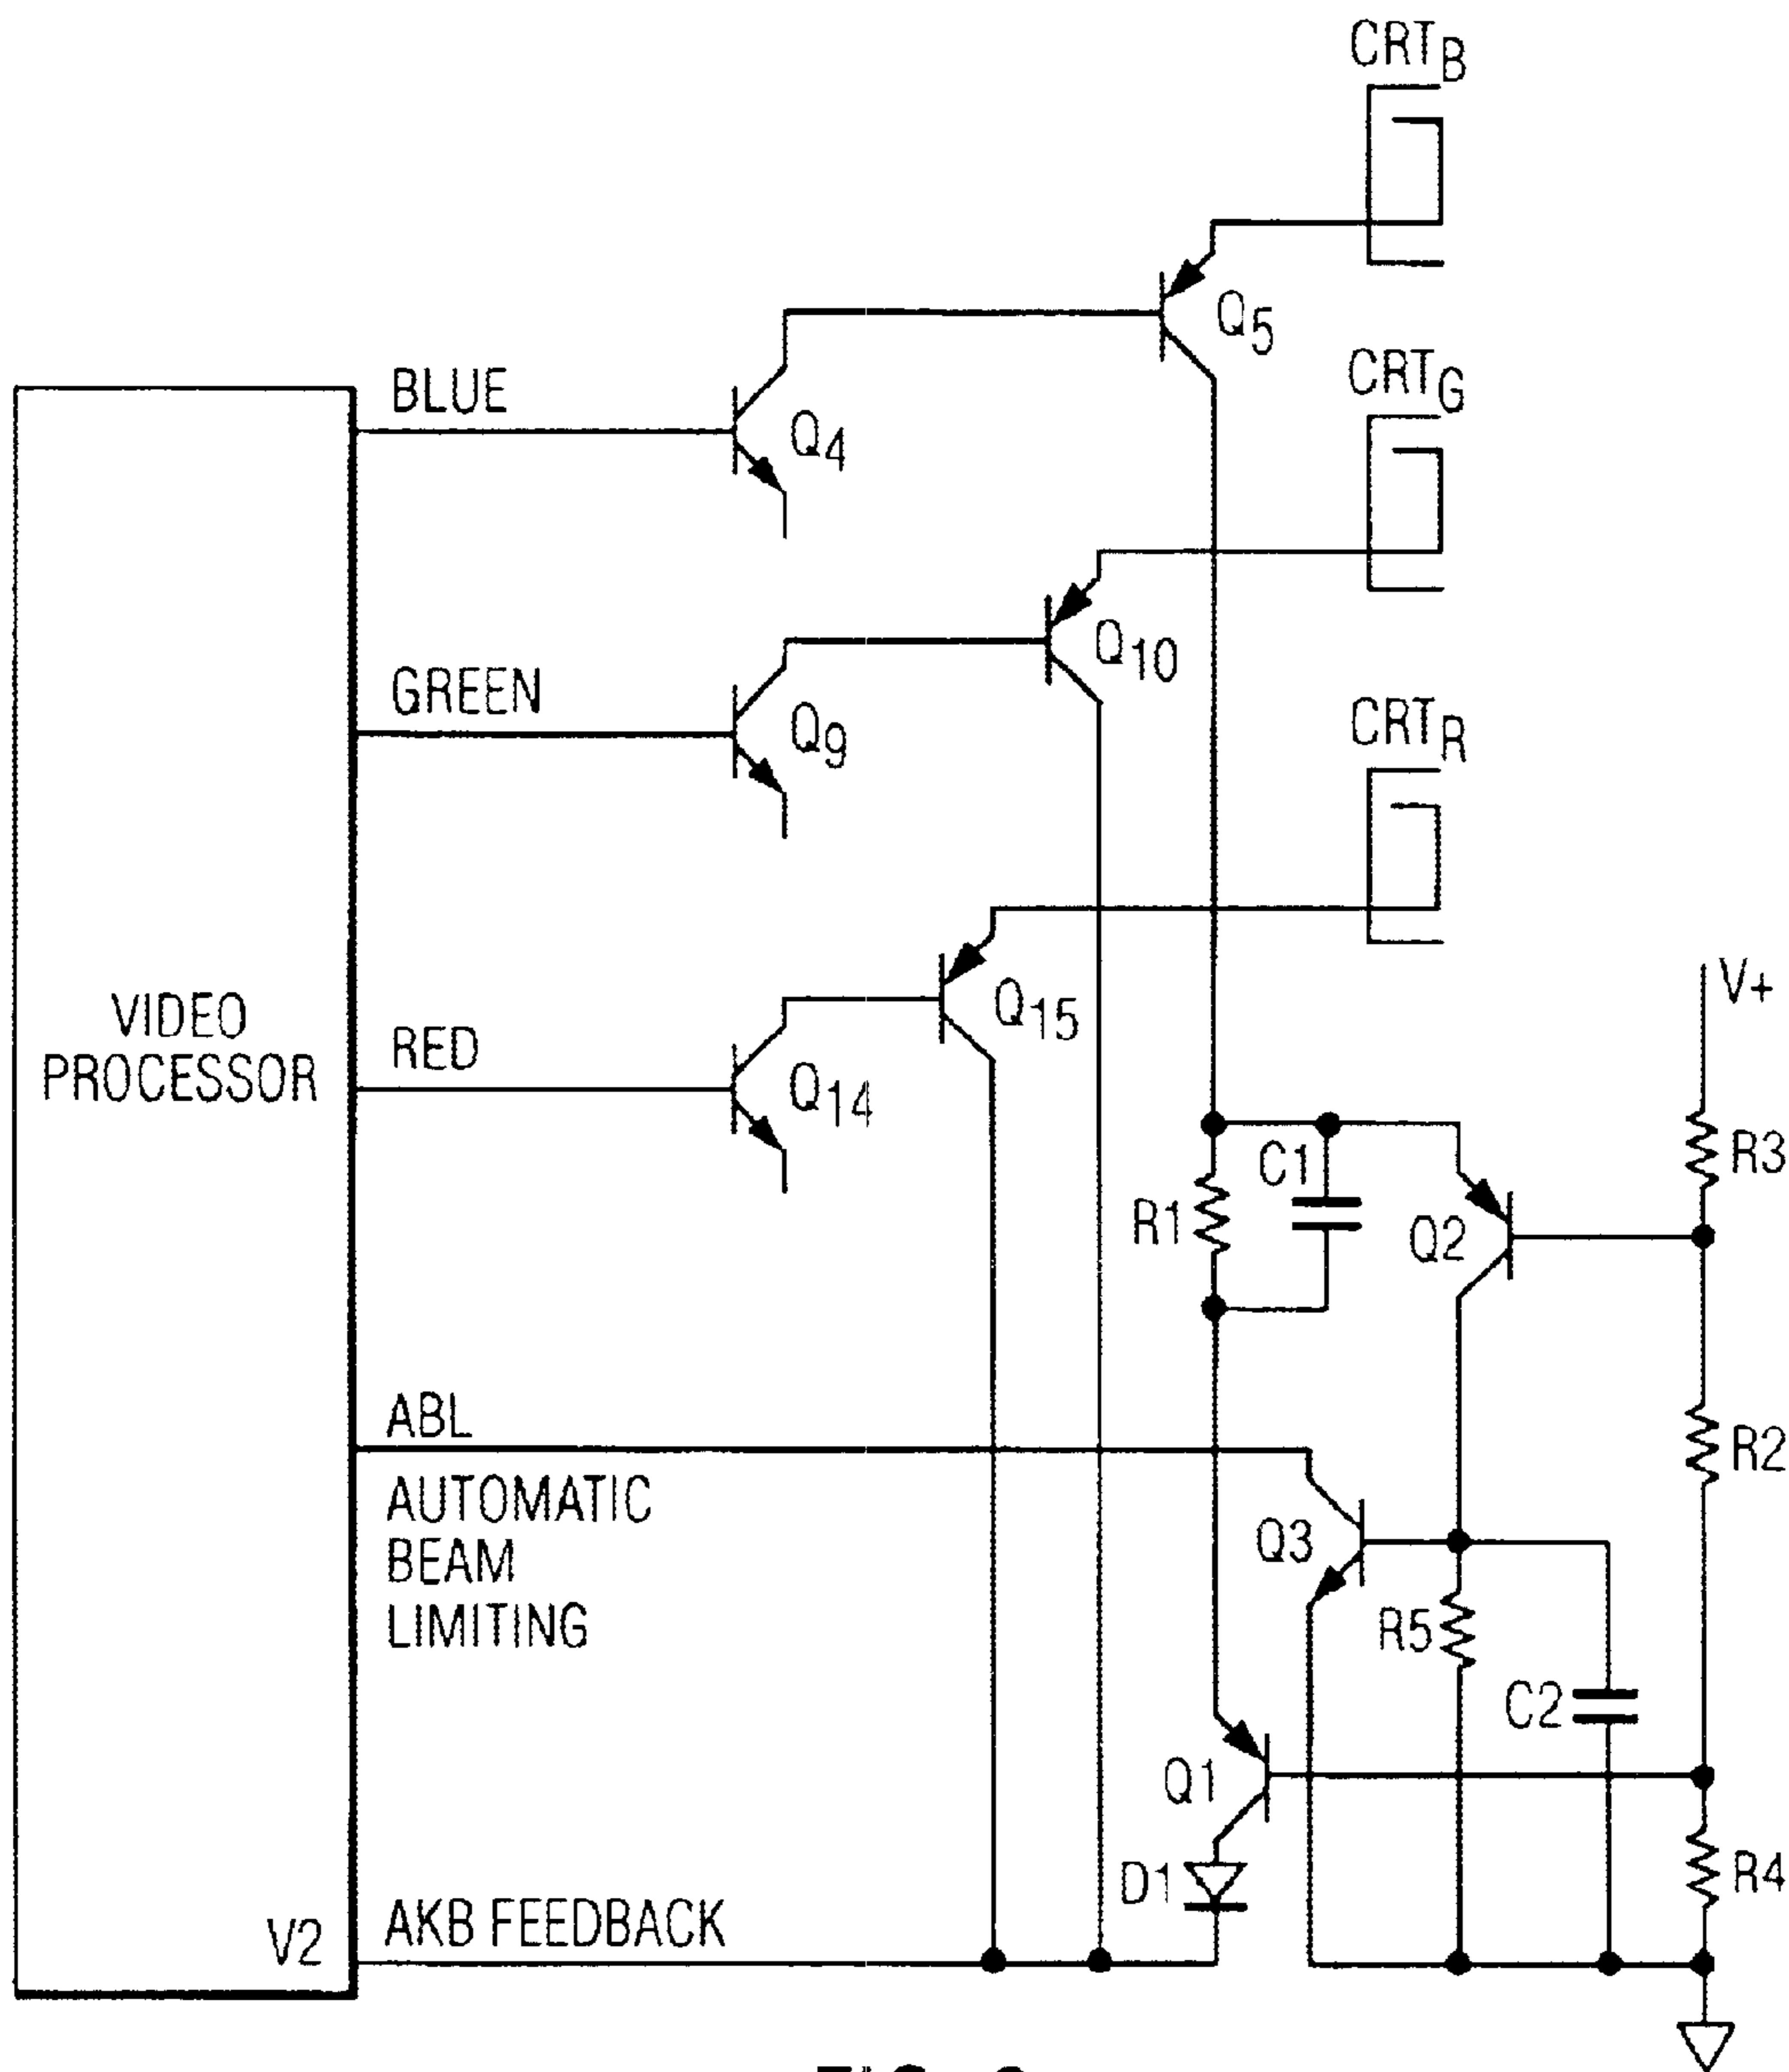 CRTB
Q5
CRTG
BLUE
Q4
Q10
GREEN
Q9
CRTR
V+
VIDEO
PROCESSOR
RED
Q15
Q14
R3
C1
R1
Q2
ABL
R2
AUTOMATIC
BEAM
LIMITING
Q3
R5
C2
Q1
D1
R4
V2
AKB FEEDBACK